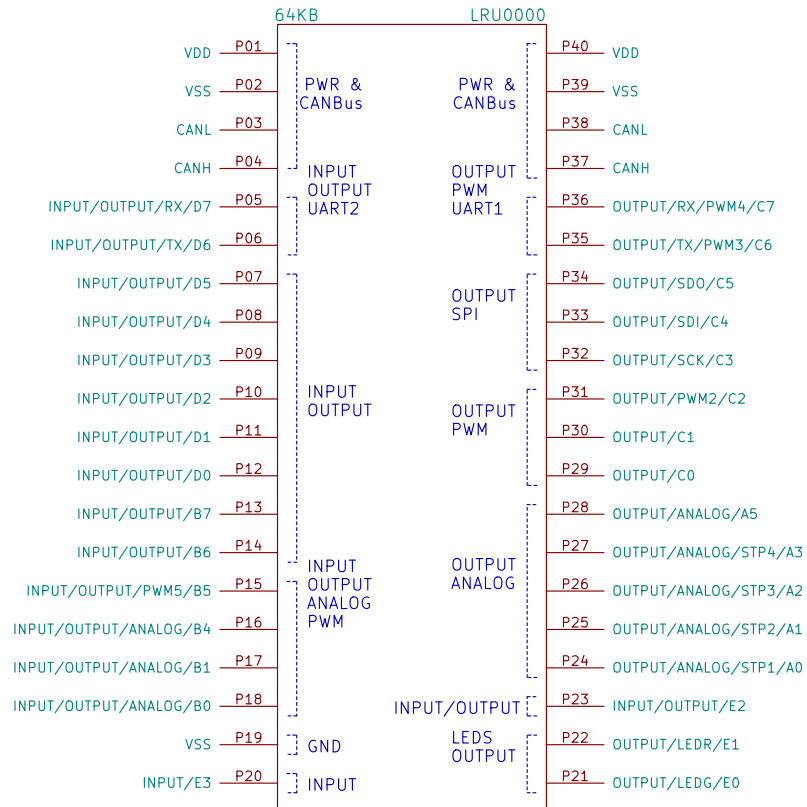 64KB LRU0000
VDD P01 P40 VDD
VSS P02 PWR & PWR & P39 VSS
CANBus CANBus
CANL P03 P38 CANL
CANH P04 INPUT OUTPUT P37 CANH
OUTPUT PWM
INPUT/OUTPUT/RX/D7 P05 UART2 UART1 P36 OUTPUT/RX/PWM4/C7
INPUT/OUTPUT/TX/D6 P06 P35 OUTPUT/TX/PWM3/C6
INPUT/OUTPUT/D5 P07 OUTPUT P34 OUTPUT/SDO/C5
INPUT/OUTPUT/D4 P08 SPI P33 OUTPUT/SDI/C4
INPUT/OUTPUT/D3 P09 P32 OUTPUT/SCK/C3
INPUT/OUTPUT/D2 P10 INPUT P31 OUTPUT/PWM2/C2
OUTPUT OUTPUT
INPUT/OUTPUT/D1 P11 PWM P30 OUTPUT/C1
INPUT/OUTPUT/D0 P12 P29 OUTPUT/C0
INPUT/OUTPUT/B7 P13 P28 OUTPUT/ANALOG/A5
INPUT/OUTPUT/B6 P14 INPUT OUTPUT P27 OUTPUT/ANALOG/STP4/A3
OUTPUT ANALOG
INPUT/OUTPUT/PWM5/B5 P15 ANALOG P26 OUTPUT/ANALOG/STP3/A2
INPUT/OUTPUT/ANALOG/B4 P16 PWM P25 OUTPUT/ANALOG/STP2/A1
INPUT/OUTPUT/ANALOG/B1 P17 P24 OUTPUT/ANALOG/STP1/A0
INPUT/OUTPUT/ANALOG/B0 P18 INPUT/OUTPUT P23 INPUT/OUTPUT/E2
VSS P19 GND LEDS P22 OUTPUT/LEDR/E1
OUTPUT
INPUT/E3 P20 INPUT P21 OUTPUT/LEDG/E0